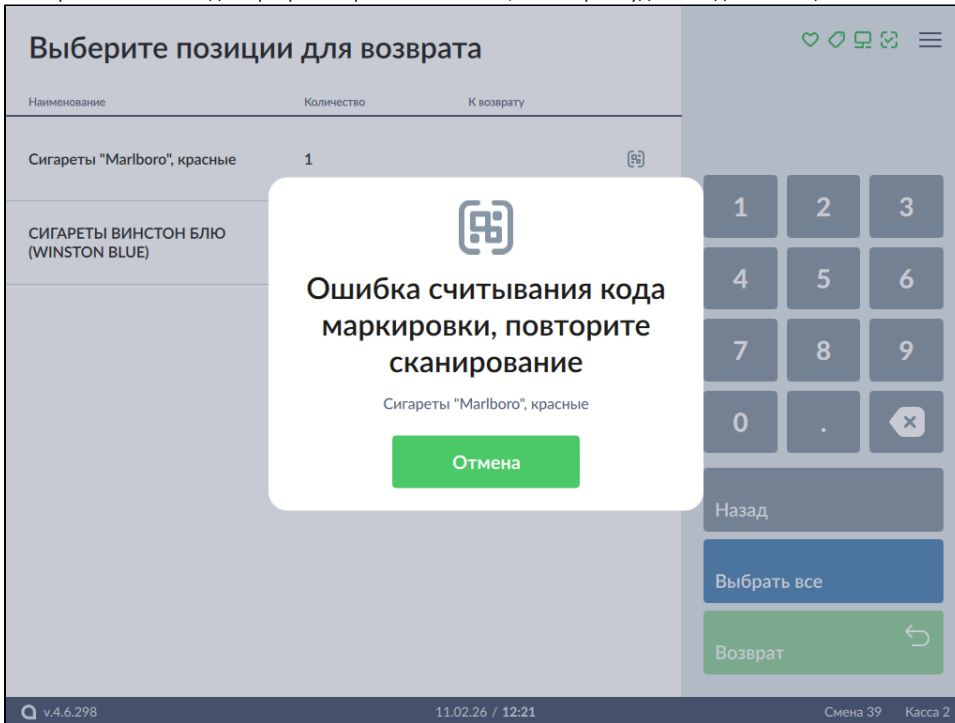 Выберите позиции для возврата
Наименование Количество К возврату
Сигареты "Marlboro", красные 1
СИГАРЕТЫ ВИНСТОН БЛЮ
(WINSTON BLUE)
Ошибка считывания кода
маркировки, повторите
сканирование
Сигареты "Marlboro", красные
Отмена
1 2 3
4 5 6
7 8 9
0 .
Назад
Выбрать все
Возврат
v.4.6.298 11.02.26 / 12:21 Смена 39 Касса 2